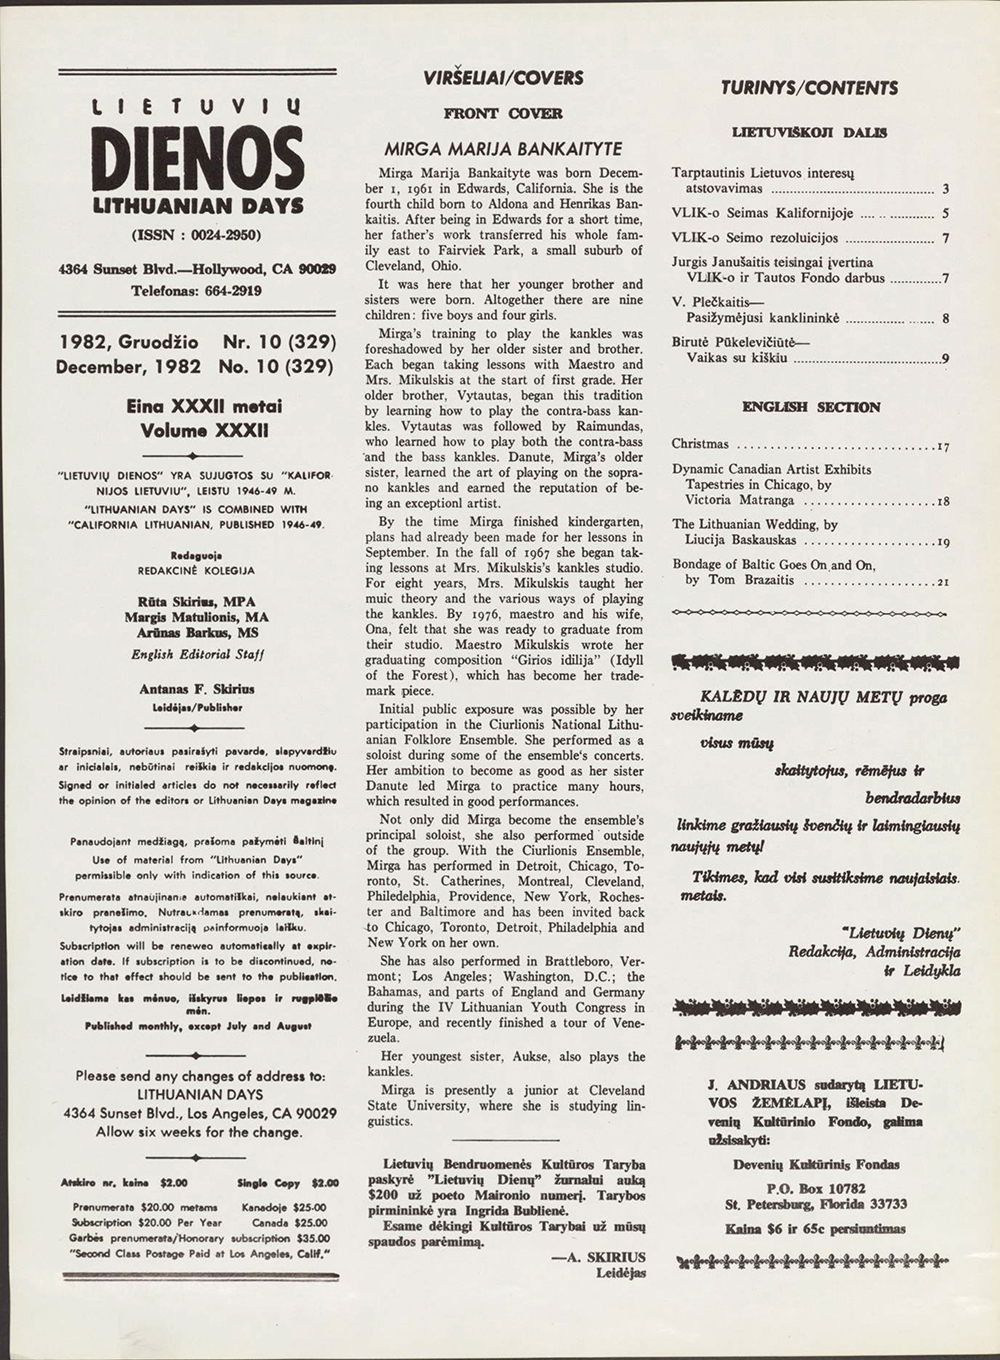 LIETUVIŲ
DIENOS
LITHUANIAN DAYS
(ISSN : 0024-2950)
4364 Sunset Blvd.—Hollywood, CA 90029
Telefonas: 664-2919
1982, Gruodžio Nr. 10 (329)
December, 1982 No. 10 (329)
Eina XXXII metai
Volume XXXII
"LIETUVIŲ DIENOS" YRA SUJUGTOS SU "KALIFOR-
NIJOS LIETUVIU", LEISTU 1946-49 M.
"LITHUANIAN DAYS" IS COMBINED WITH
"CALIFORNIA LITHUANIAN, PUBLISHED 1946-49.
Redaguoja
REDAKCINĖ KOLEGIJA
Rūta Skirius, MPA
Margis Matulionis, MA
Arūnas Barkus, MS
English Editorial Staff
Antanas F. Skirius
Leidėjas/Publisher
Straipsniai, autoriaus pasirašyti pavarde, slapyvardžiu
ar inicialais, nebūtinai reiškia ir redakcijos nuomonę.
Signed or initialed articles do not necessarily reflect
the opinion of the editors or Lithuanian Days magazine
Panaudojant medžiagą, prašoma pažymėti šaltinį
Use of material from "Lithuanian Days"
permissible only with indication of this source.
Prenumerata atnaujinama automatiškai, nelaukiant at-
skiro pranešimo. Nutraukdamas prenumeratą, skai-
tytojas administraciją painformuoja laišku.
Subscription will be renewed automatically at expir-
ation date. If subscription is to be discontinued, no-
tice to that effect should be sent to the publication.
Leidžiama kas mėnuo, išskyrus liepos ir rugplūčio
mėn.
Published monthly, except July and August
Please send any changes of address to:
LITHUANIAN DAYS
4364 Sunset Blvd., Los Angeles, CA 90029
Allow six weeks for the change.
Atskiro nr. kaina $2.00 Single Copy $2.00
Prenumerata $20.00 metams Kanadoje $25-00
Subscription $20.00 Per Year Canada $25.00
Garbės prenumerata/Honorary subscription $35.00
"Second Class Postage Paid at Los Angeles, Calif."
VIRŠELIAI/COVERS
FRONT COVER
MIRGA MARIJA BANKAITYTE
Mirga Marija Bankaityte was born Decem-
ber 1, 1961 in Edwards, California. She is the
fourth child born to Aldona and Henrikas Ban-
kaitis. After being in Edwards for a short time,
her father's work transferred his whole fam-
ily east to Fairviek Park, a small suburb of
Cleveland, Ohio.
It was here that her younger brother and
sisters were born. Altogether there are nine
children: five boys and four girls.
Mirga's training to play the kankles was
foreshadowed by her older sister and brother.
Each began taking lessons with Maestro and
Mrs. Mikulskis at the start of first grade. Her
older brother, Vytautas, began this tradition
by learning how to play the contra-bass kan-
kles. Vytautas was followed by Raimundas,
who learned how to play both the contra-bass
and the bass kankles. Danute, Mirga's older
sister, learned the art of playing on the sopra-
no kankles and earned the reputation of be-
ing an exceptionl artist.
By the time Mirga finished kindergarten,
plans had already been made for her lessons in
September. In the fall of 1967 she began tak-
ing lessons at Mrs. Mikulskis's kankles studio.
For eight years, Mrs. Mikulskis taught her
muic theory and the various ways of playing
the kankles. By 1976, maestro and his wife,
Ona, felt that she was ready to graduate from
their studio. Maestro Mikulskis wrote her
graduating composition "Girios idilija" (Idyll
of the Forest), which has become her trade-
mark piece.
Initial public exposure was possible by her
participation in the Ciurlionis National Lithu-
anian Folklore Ensemble. She performed as a
soloist during some of the ensemble's concerts.
Her ambition to become as good as her sister
Danute led Mirga to practice many hours,
which resulted in good performances.
Not only did Mirga become the ensemble's
principal soloist, she also performed outside
of the group. With the Ciurlionis Ensemble,
Mirga has performed in Detroit, Chicago, To-
ronto, St. Catherines, Montreal, Cleveland,
Philedelphia, Providence, New York, Roches-
ter and Baltimore and has been invited back
to Chicago, Toronto, Detroit, Philadelphia and
New York on her own.
She has also performed in Brattleboro, Ver-
mont; Los Angeles; Washington, D.C.; the
Bahamas, and parts of England and Germany
during the IV Lithuanian Youth Congress in
Europe, and recently finished a tour of Vene-
zuela.
Her youngest sister, Aukse, also plays the
kankles.
Mirga is presently a junior at Cleveland
State University, where she is studying lin-
guistics.
Lietuvių Bendruomenės Kultūros Taryba
paskyrė "Lietuvių Dienų" žurnalui auką
$200 už poeto Maironio numerį. Tarybos
pirmininkė yra Ingrida Bublienė.
Esame dėkingi Kultūros Tarybai už mūsų
spaudos parėmimą.
—A. SKIRIUS
Leidėjas
TURINYS/CONTENTS
LIETUVIŠKOJI DALIS
Tarptautinis Lietuvos interesų
atstovavimas ........................................ 3
VLIK-o Seimas Kalifornijoje .... .. ............ 5
VLIK-o Seimo rezoluicijos ...................... 7
Jurgis Janušaitis teisingai įvertina
VLIK-o ir Tautos Fondo darbus .............7
V. Plečkaitis—
Pasižymėjusi kanklininkė ...................... 8
Birutė Pūkelevičiūtė—
Vaikas su kiškiu .....................................9
ENGLISH SECTION
Christmas ..............................17
Dynamic Canadian Artist Exhibits
Tapestries in Chicago, by
Victoria Matranga ....................18
The Lithuanian Wedding, by
Liucija Baskauskas ....................19
Bondage of Baltic Goes On and On,
by Tom Brazaitis ....................21
KALĖDŲ IR NAUJŲ METŲ proga
sveikiname
visus mūsų
skaitytojus, rėmėjus ir
bendradarbius
linkime gražiausių švenčių ir laimingiausių
naujųjų metų!
Tikimes, kad visi susitiksime naujaisiais
metais.
"Lietuvių Dienų"
Redakcija, Administracija
ir Leidykla
J. ANDRIAUS sudarytą LIETU-
VOS ŽEMĖLAPĮ, išleista De-
venių Kultūrinio Fondo, galima
užsisakyti:
Devenių Kultūrinis Fondas
P.O. Box 10782
St. Petersburg, Florida 33733
Kaina $6 ir 65c persiuntimas